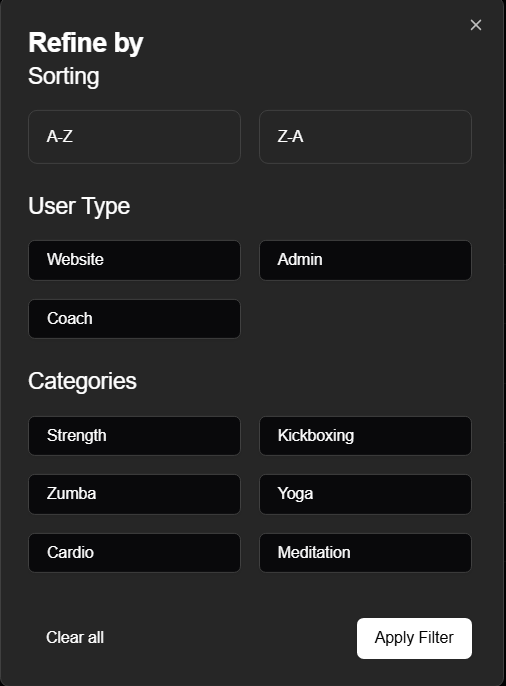 Refine by
Sorting
A-Z Z-A
User Type
Website Admin
Coach
Categories
Strength Kickboxing
Zumba Yoga
Cardio Meditation
Clear all Apply Filter